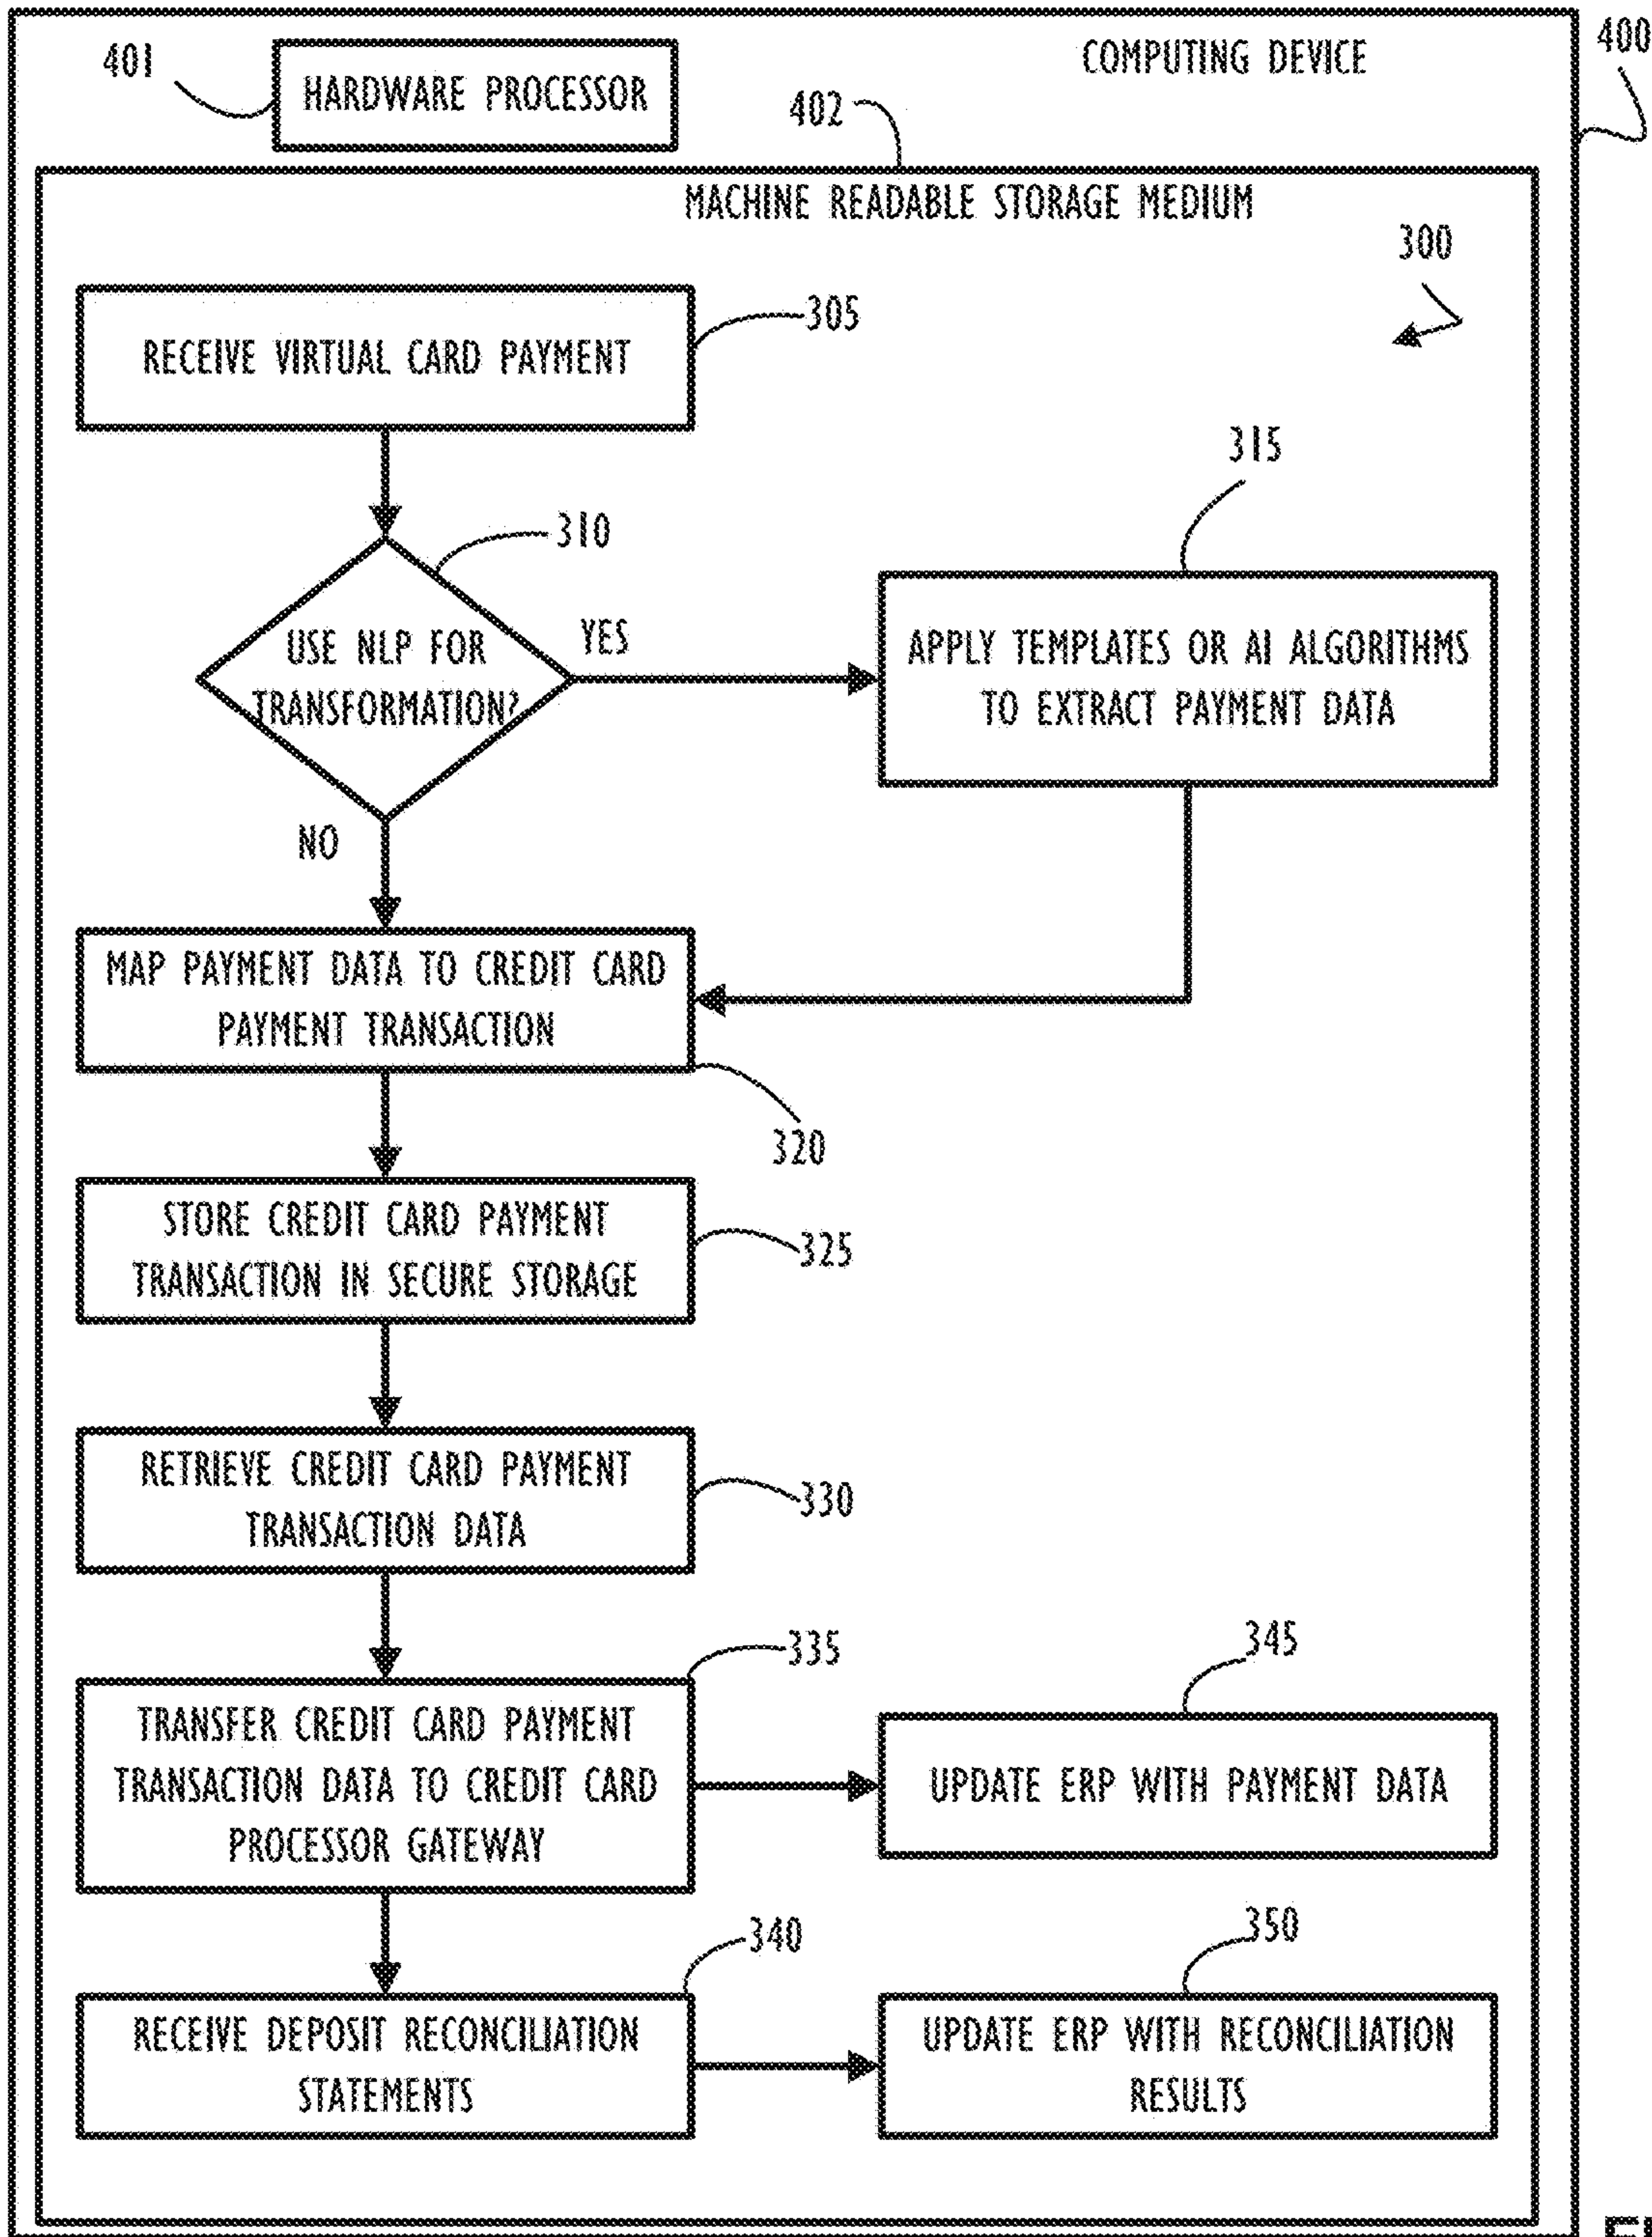 401
HARDWARE PROCESSOR
COMPUTING DEVICE
400
402
MACHINE READABLE STORAGE MEDIUM
300
RECEIVE VIRTUAL CARD PAYMENT
305
310
315
USE NLP FOR
TRANSFORMATION?
YES
APPLY TEMPLATES OR AI ALGORITHMS
TO EXTRACT PAYMENT DATA
NO
MAP PAYMENT DATA TO CREDIT CARD
PAYMENT TRANSACTION
320
STORE CREDIT CARD PAYMENT
TRANSACTION IN SECURE STORAGE
325
RETRIEVE CREDIT CARD PAYMENT
TRANSACTION DATA
330
335
345
TRANSFER CREDIT CARD PAYMENT
TRANSACTION DATA TO CREDIT CARD
PROCESSOR GATEWAY
UPDATE ERP WITH PAYMENT DATA
340
350
RECEIVE DEPOSIT RECONCILIATION
STATEMENTS
UPDATE ERP WITH RECONCILIATION
RESULTS